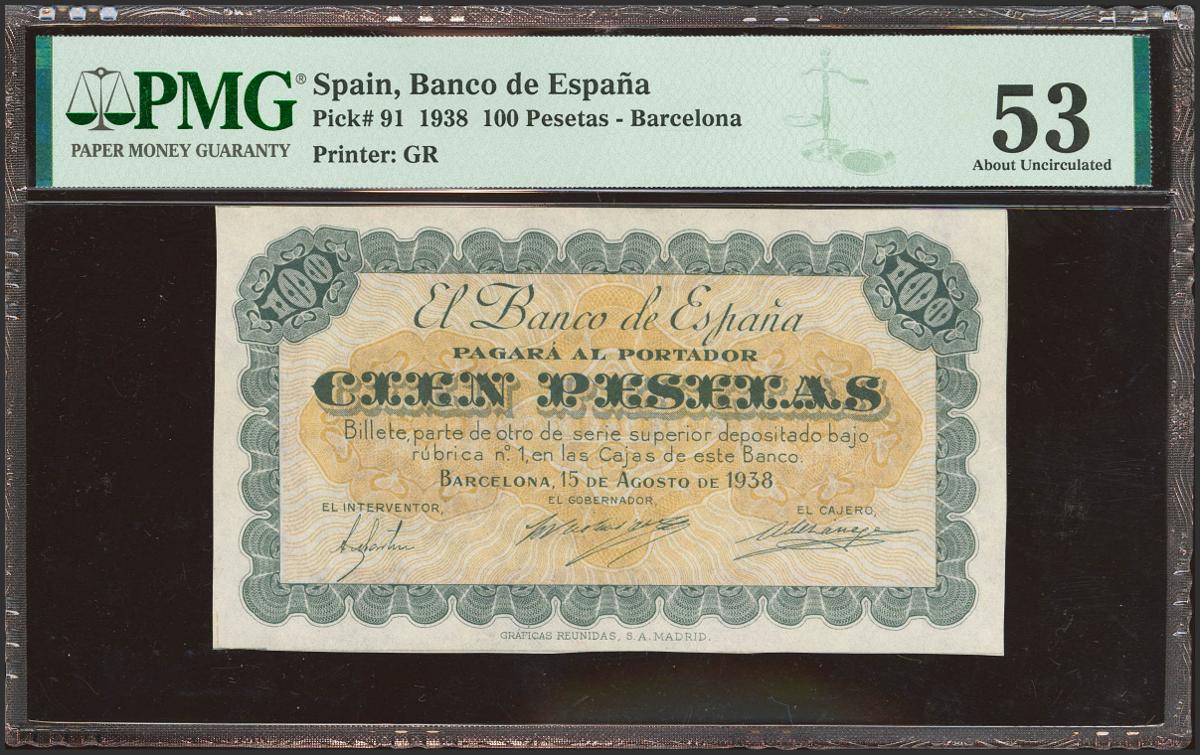 PMG®
PAPER MONEY GUARANTY
Spain, Banco de España
Pick# 91 1938 100 Pesetas - Barcelona
Printer: GR
53
About Uncirculated
100
100
El Banco de España
PAGARÁ AL PORTADOR
CIEN PESETAS
Billete, parte de otro de serie superior depositado bajo
rúbrica nº. 1, en las Cajas de este Banco.
BARCELONA, 15 DE AGOSTO DE 1938
EL INTERVENTOR,
EL GOBERNADOR,
EL CAJERO,
GRÁFICAS REUNIDAS, S.A. MADRID.